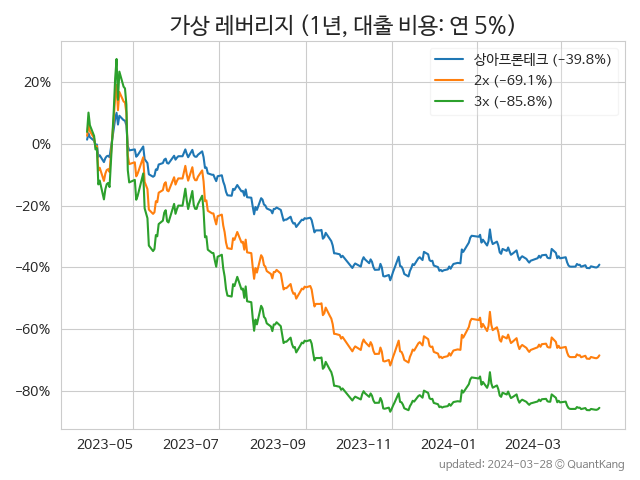 가상 레버리지 (1년, 대출 비용: 연 5%)
상아프론테크 (−39.8%)
2x (−69.1%)
3x (−85.8%)
20%
0%
−20%
−40%
−60%
−80%
2023-05 2023-07 2023-09 2023-11 2024-01 2024-03
updated: 2024-03-28 © QuantKang